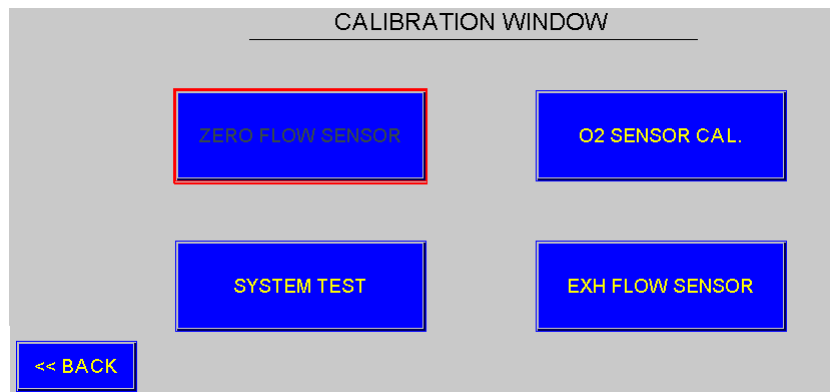 CALIBRATION WINDOW
ZERO FLOW SENSOR
O2 SENSOR CAL.
SYSTEM TEST
EXH FLOW SENSOR
<< BACK